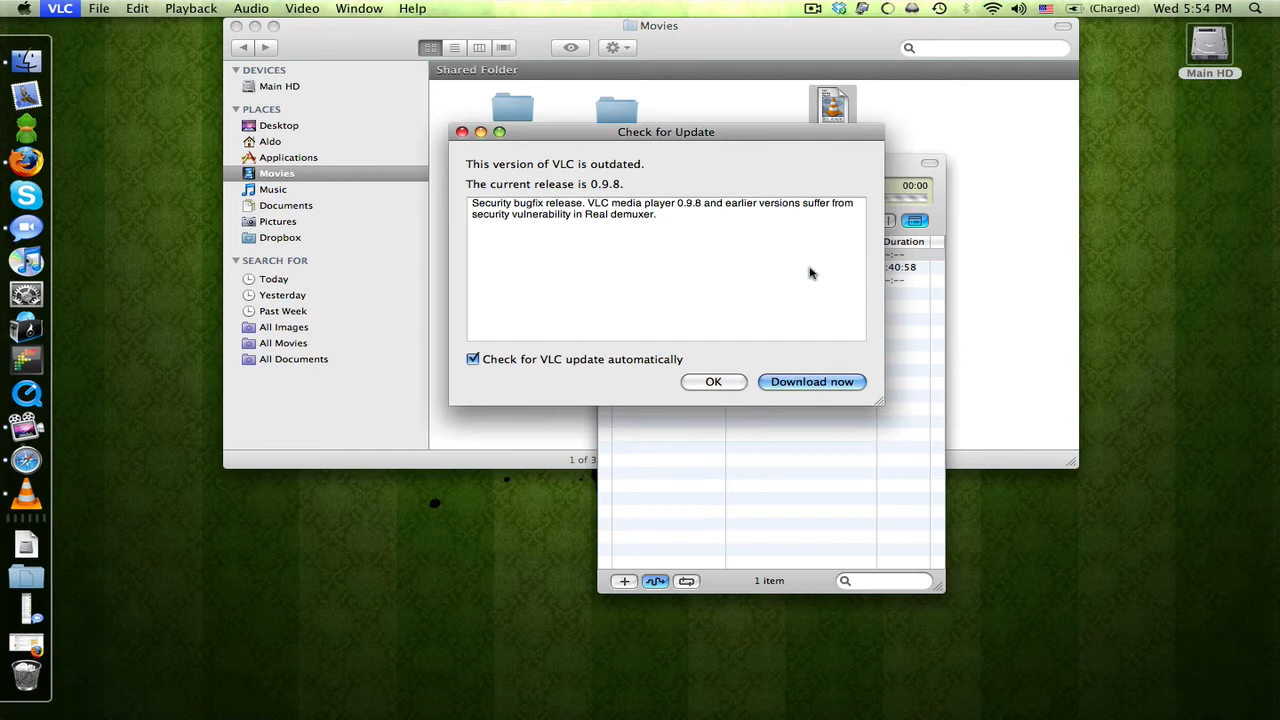 VLC File Edit Playback Audio Video Window Help (Charged) Wed 5:54 PM
Movies
DEVICES
Main HD
PLACES
Desktop
Aldo
Applications
Movies
Music
Documents
Pictures
Dropbox
SEARCH FOR
Today
Yesterday
Past Week
All Images
All Movies
All Documents
Shared Folder
1 of 3
Check for Update
This version of VLC is outdated.
The current release is 0.9.8.
Security bugfix release. VLC media player 0.9.8 and earlier versions suffer from
security vulnerability in Real demuxer.
Check for VLC update automatically
OK Download now
00:00
Duration
--:--
:40:58
--:--
1 item
Main HD